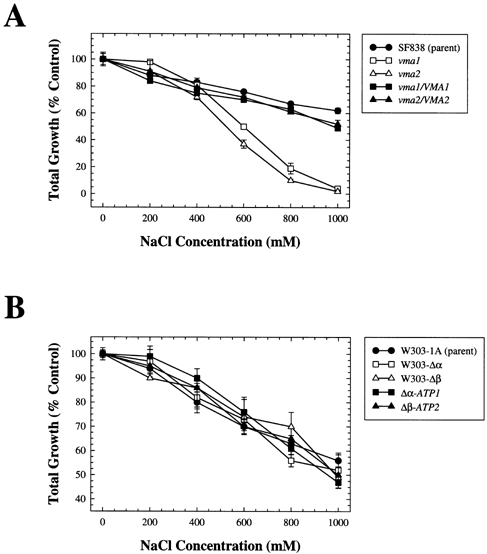 A
Total Growth (% Control)
100
80
60
40
20
0
0 200 400 600 800 1000
NaCl Concentration (mM)
SF838 (parent)
vma1
vma2
vma1/VMA1
vma2/VMA2
B
Total Growth (% Control)
100
90
80
70
60
50
40
0 200 400 600 800 1000
NaCl Concentration (mM)
W303-1A (parent)
W303-Δα
W303-Δβ
Δα-ATP1
Δβ-ATP2